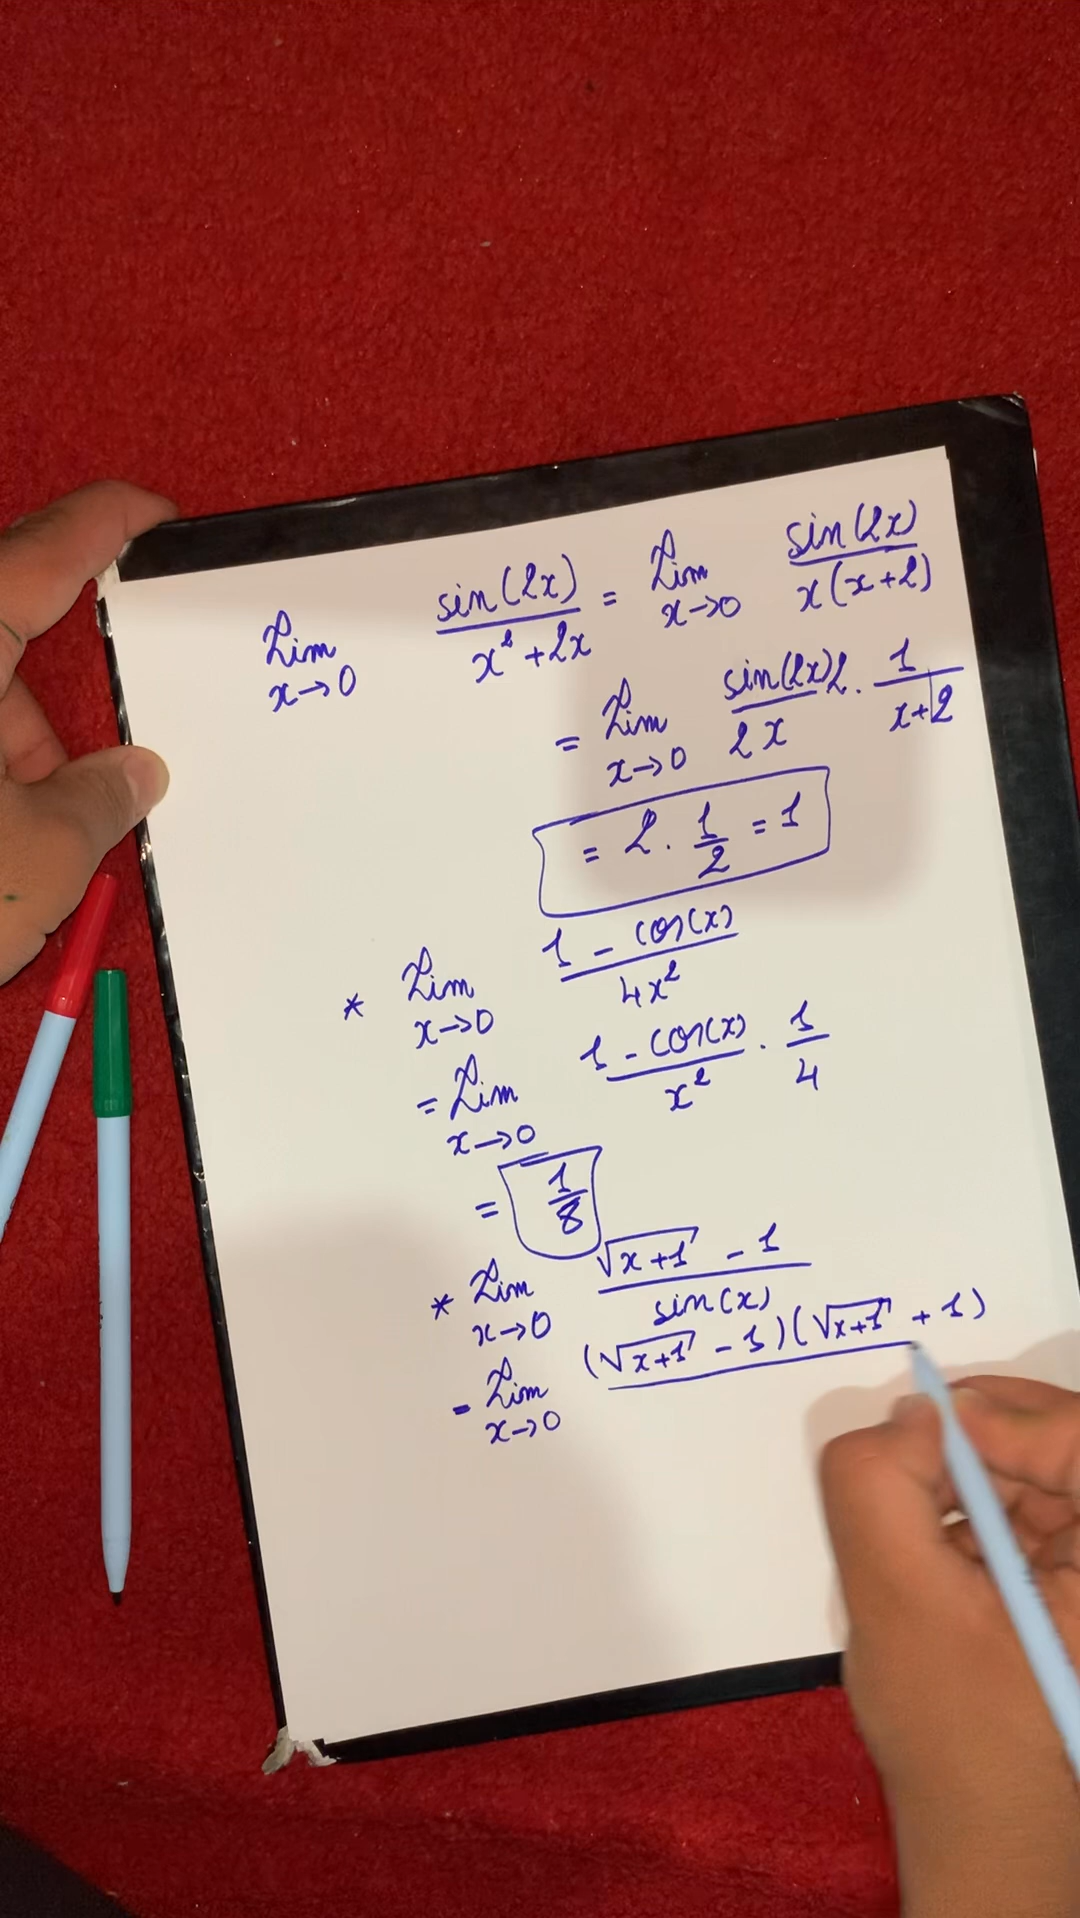 Lim x→0 sin(2x)/(x²+2x) = Lim x→0 sin(2x)/(x(x+2))
= Lim x→0 sin(2x)/(2x) 2 . 1/(x+2)
= 2 . 1/2 = 1
* Lim x→0 (1 - cos(x))/(4x²)
= Lim x→0 (1 - cos(x))/x² . 1/4
= 1/8
* Lim x→0 (√(x+1) - 1)/sin(x)
= Lim x→0 (√(x+1) - 1)(√(x+1) + 1)